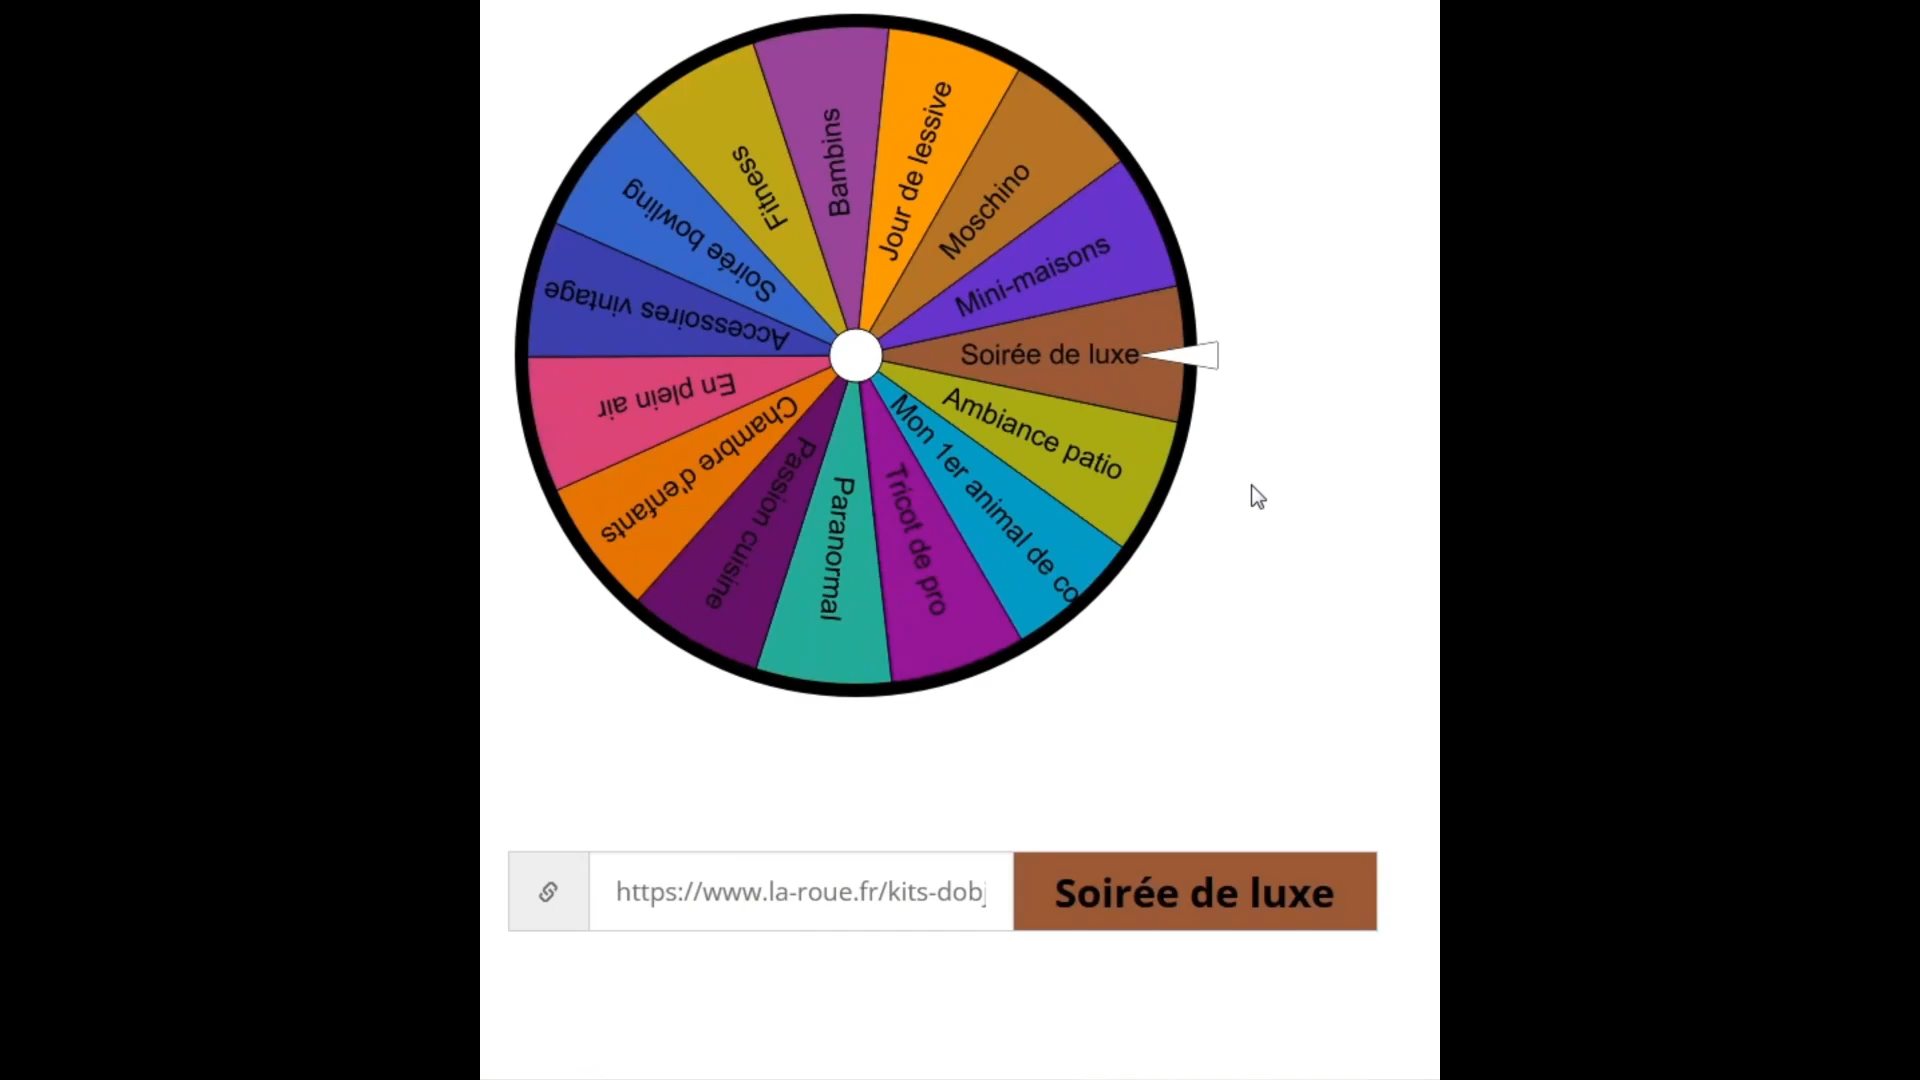 Bambins
Jour de lessive
Moschino
Mini-maisons
Soirée de luxe
Ambiance patio
Mon 1er animal de co
Tricot de pro
Paranormal
Passion cuisine
Chambre d'enfants
En plein air
Accessoires vintage
Soirée bowling
Fitness
https://www.la-roue.fr/kits-dobj
Soirée de luxe